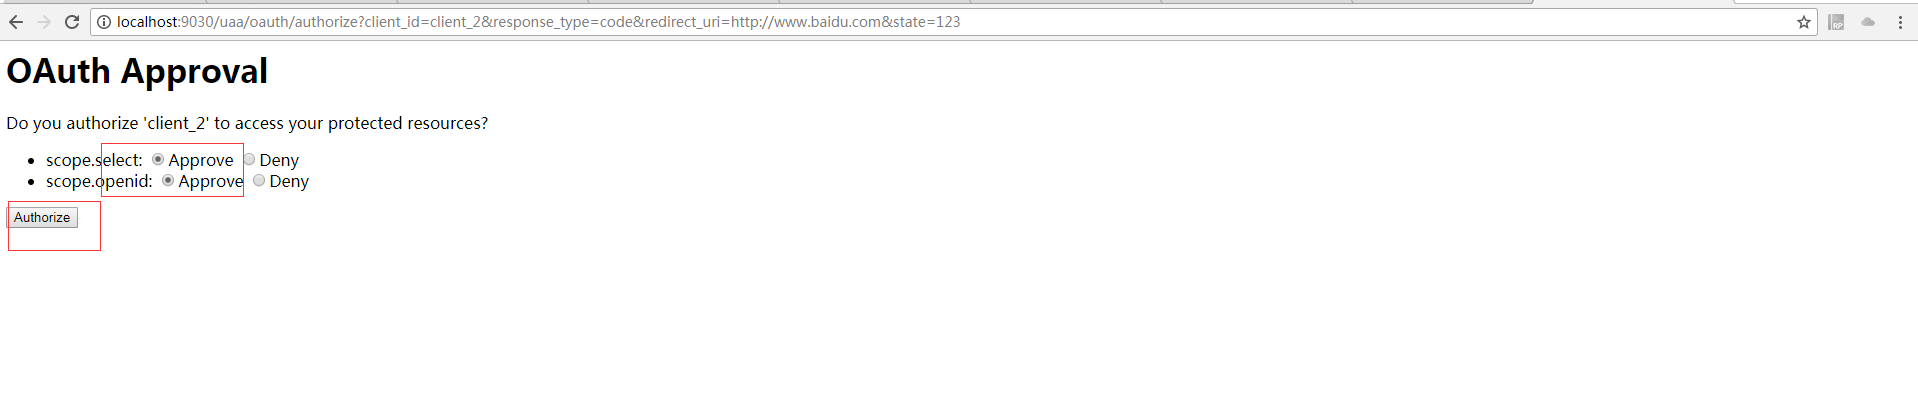 localhost:9030/uaa/oauth/authorize?client_id=client_2&response_type=code&redirect_uri=http://www.baidu.com&state=123
RP
OAuth Approval
Do you authorize 'client_2' to access your protected resources?
• scope.select: Approve Deny
• scope.openid: Approve Deny
Authorize